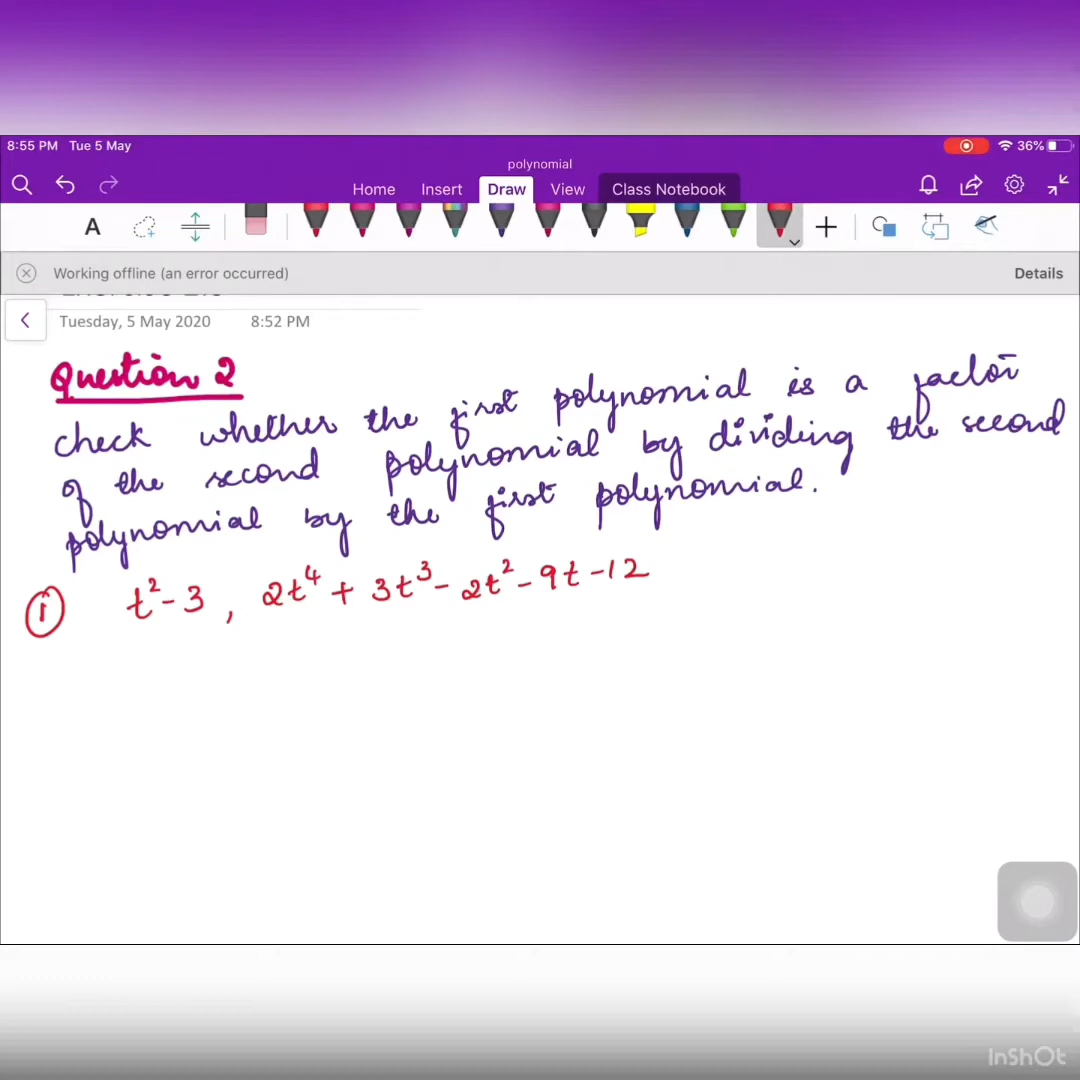 8:55 PM Tue 5 May
36%
polynomial
Home Insert Draw View Class Notebook
A
Working offline (an error occurred) Details
Tuesday, 5 May 2020 8:52 PM
Question 2
check whether the first polynomial is a factor
of the second polynomial by dividing the second
polynomial by the first polynomial.
① t² - 3 , 2t⁴ + 3t³ - 2t² - 9t - 12
InShOt